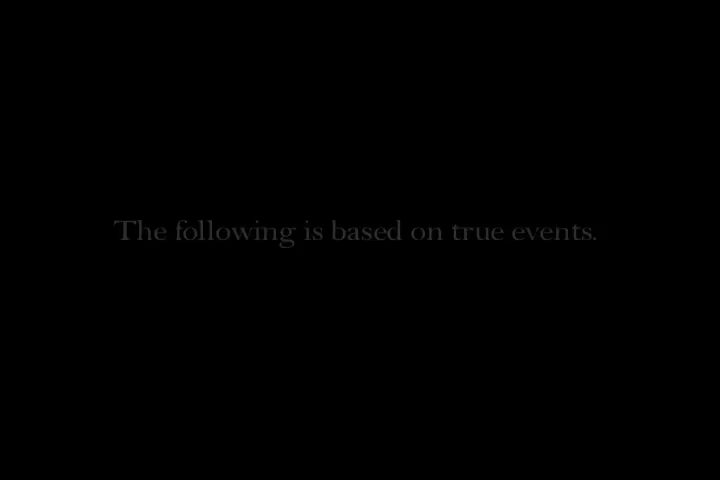 The following is based on true events.